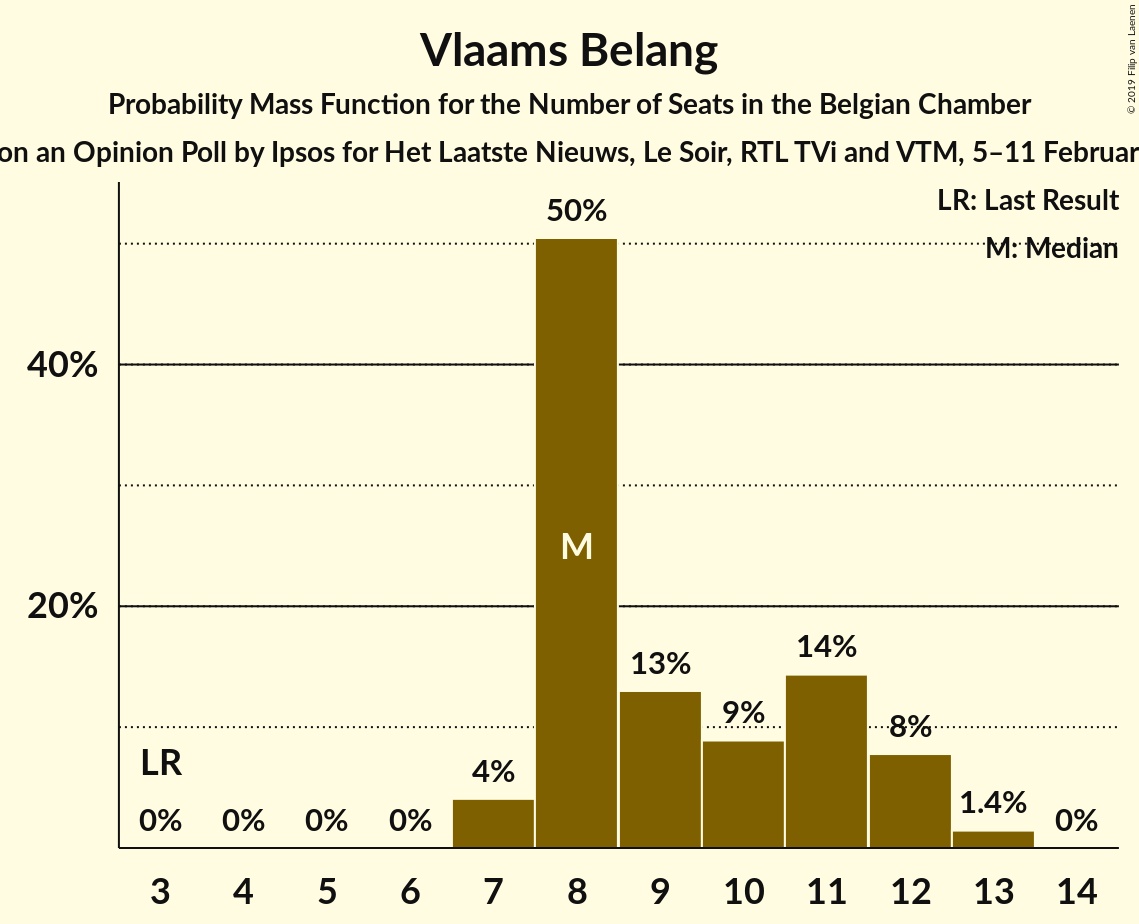 Vlaams Belang
Probability Mass Function for the Number of Seats in the Belgian Chamber
on an Opinion Poll by Ipsos for Het Laatste Nieuws, Le Soir, RTL TVi and VTM, 5–11 Februar
© 2019 Filip van Laenen
LR: Last Result
M: Median
50%
40%
M
20%
14%
13%
9%
8%
LR
4%
1.4%
0% 0% 0% 0% 0%
3 4 5 6 7 8 9 10 11 12 13 14